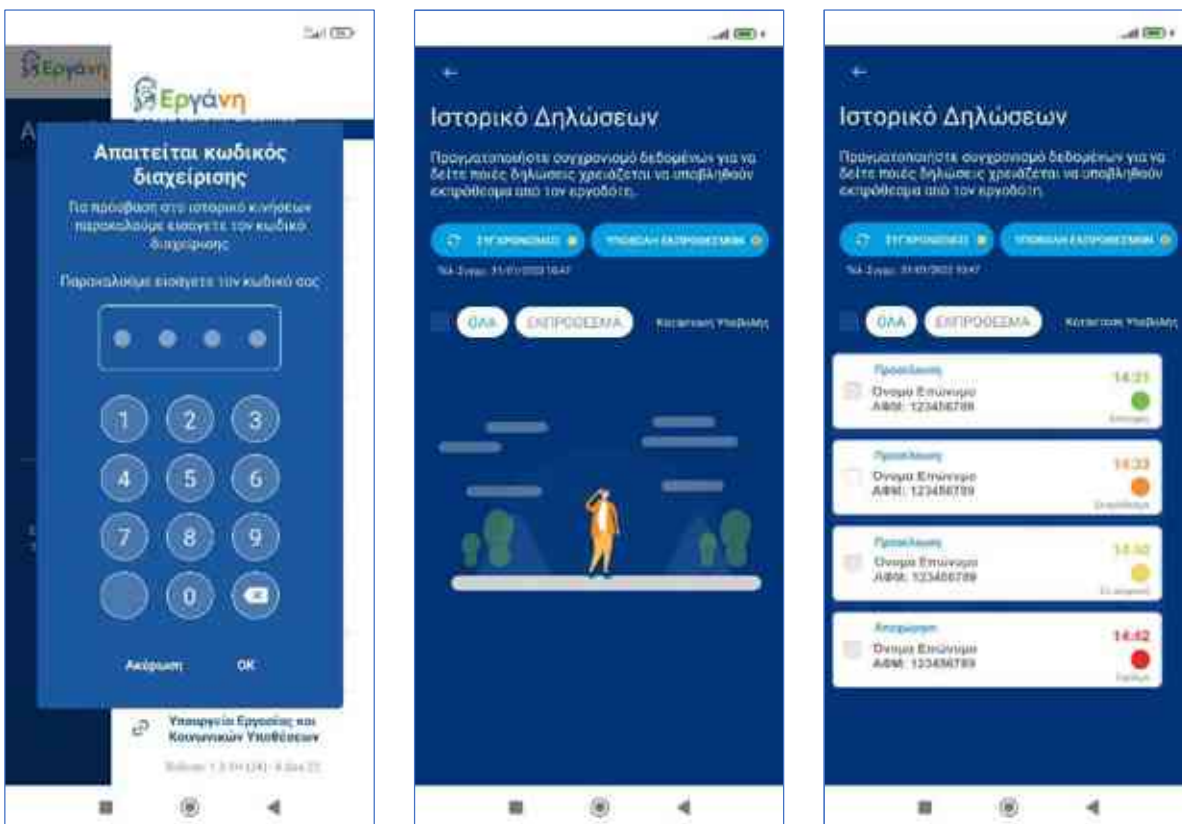 Εργάνη
Εργάνη
Απαιτείται κωδικός
διαχείρισης
Για πρόσβαση στο ιστορικό κινήσεων
παρακαλούμε εισάγετε τον κωδικό
διαχείρισης
Παρακαλούμε εισάγετε τον κωδικό σας
1 2 3
4 5 6
7 8 9
0
Ακύρωση OK
Υπουργείο Εργασίας και
Κοινωνικών Υποθέσεων
Ιστορικό Δηλώσεων
Πραγματοποιήστε συγχρονισμό δεδομένων για να
δείτε ποιές δηλώσεις χρειάζεται να υποβληθούν
εκπρόθεσμα από τον εργοδότη.
ΣΥΓΧΡΟΝΙΣΜΟΣ ΥΠΟΒΟΛΗ ΕΚΠΡΟΘΕΣΜΩΝ
ΟΛΑ ΕΚΠΡΟΘΕΣΜΑ Κατάσταση Υποβολής
Ιστορικό Δηλώσεων
Πραγματοποιήστε συγχρονισμό δεδομένων για να
δείτε ποιές δηλώσεις χρειάζεται να υποβληθούν
εκπρόθεσμα από τον εργοδότη.
ΣΥΓΧΡΟΝΙΣΜΟΣ ΥΠΟΒΟΛΗ ΕΚΠΡΟΘΕΣΜΩΝ
ΟΛΑ ΕΚΠΡΟΘΕΣΜΑ Κατάσταση Υποβολής
Προσέλευση
14:21
Όνομα Επώνυμο
ΑΦΜ: 123456789
Προσέλευση
14:33
Όνομα Επώνυμο
ΑΦΜ: 123456789
Εκπρόθεσμη
Προσέλευση
Όνομα Επώνυμο
ΑΦΜ: 123456789
Αποχώρηση
14:42
Όνομα Επώνυμο
ΑΦΜ: 123456789